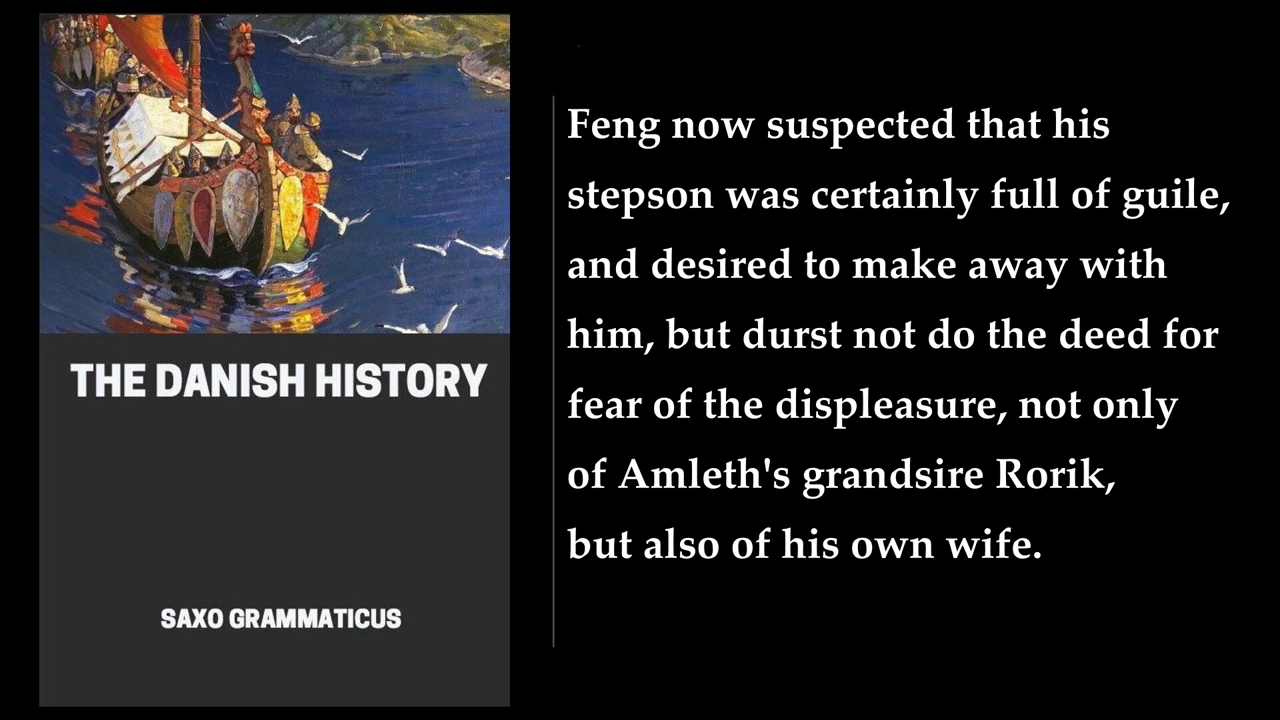 THE DANISH HISTORY
SAXO GRAMMATICUS
Feng now suspected that his
stepson was certainly full of guile,
and desired to make away with
him, but durst not do the deed for
fear of the displeasure, not only
of Amleth's grandsire Rorik,
but also of his own wife.